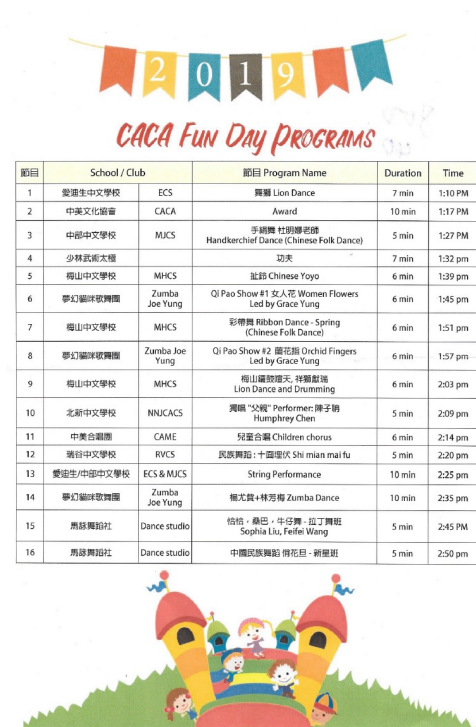 2019
CACA FUN DAY PROGRAMS
節目 School / Club 節目 Program Name Duration Time
1 愛迪生中文學校 ECS 舞獅 Lion Dance 7 min 1:10 PM
2 中美文化協會 CACA Award 10 min 1:17 PM
3 中部中文學校 MJCS 手絹舞 杜明娜老師 5 min 1:27 PM
Handkerchief Dance (Chinese Folk Dance)
4 少林武術太極 功夫 7 min 1:32 pm
5 梅山中文學校 MHCS 扯鈴 Chinese Yoyo 6 min 1:39 pm
6 夢幻貓咪歌舞團 Zumba Joe Yung Qi Pao Show #1 女人花 Women Flowers 6 min 1:45 pm
Led by Grace Yung
7 梅山中文學校 MHCS 彩帶舞 Ribbon Dance - Spring 6 min 1:51 pm
(Chinese Folk Dance)
8 夢幻貓咪歌舞團 Zumba Joe Yung Qi Pao Show #2 蘭花指 Orchid Fingers 6 min 1:57 pm
Led by Grace Yung
9 梅山中文學校 MHCS 梅山鑼鼓喧天, 祥獅獻瑞 6 min 2:03 pm
Lion Dance and Drumming
10 北新中文學校 NNJCACS 獨唱 "父親" Performer: 陳子 5 min 2:09 pm
Humphrey Chen
11 中美合唱團 CAME 兒童合唱 Children chorus 6 min 2:14 pm
12 瑞谷中文學校 RVCS 民族舞蹈 : 十面埋伏 Shi mian mai fu 5 min 2:20 pm
13 愛迪生/中部中文學校 ECS & MJCS String Performance 10 min 2:25 pm
14 夢幻貓咪歌舞團 Zumba Joe Yung 楊尤贊+林芳梅 Zumba Dance 10 min 2:35 pm
15 馬詠舞蹈社 Dance studio 恰恰，桑巴，牛仔舞 - 拉丁舞班 5 min 2:45 PM
Sophia Liu, Feifei Wang
16 馬詠舞蹈社 Dance studio 中國民族舞蹈 俏花旦 - 新星班 5 min 2:50 pm